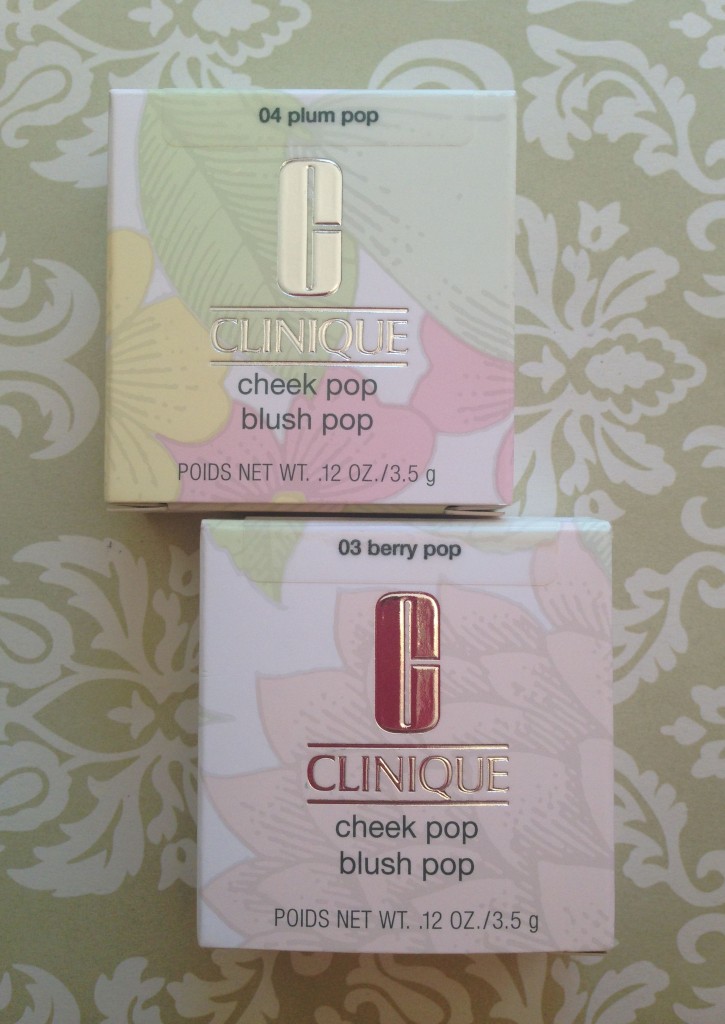 04 plum pop
C
CLINIQUE
cheek pop
blush pop
POIDS NET WT. .12 OZ./3.5 g
03 berry pop
C
CLINIQUE
cheek pop
blush pop
POIDS NET WT. .12 OZ./3.5 g